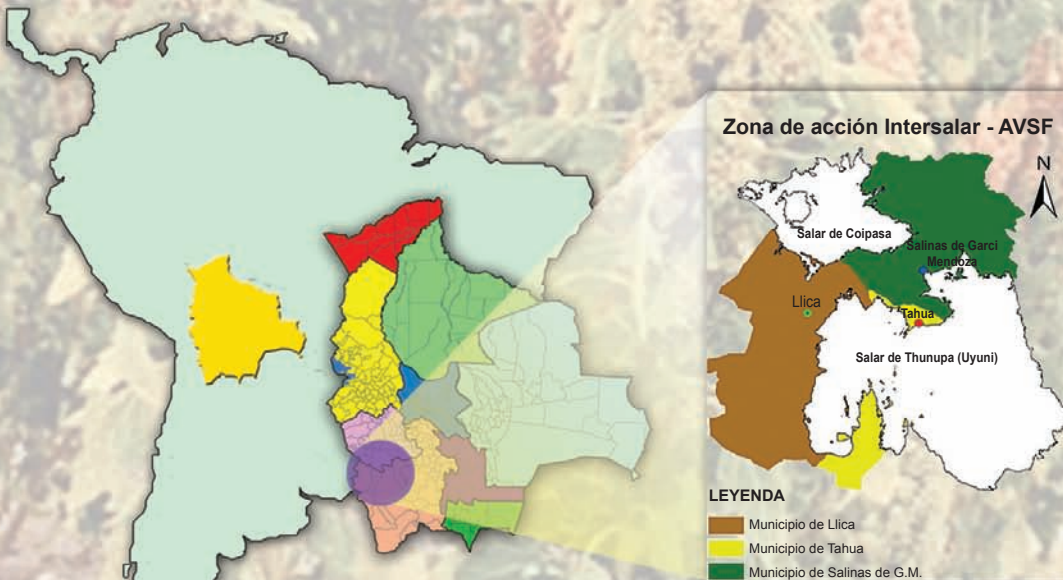 Zona de acción Intersalar - AVSF
N
Salar de Coipasa
Salinas de Garci
Mendoza
Llica
Tahua
Salar de Thunupa (Uyuni)
LEYENDA
Municipio de Llica
Municipio de Tahua
Municipio de Salinas de G.M.